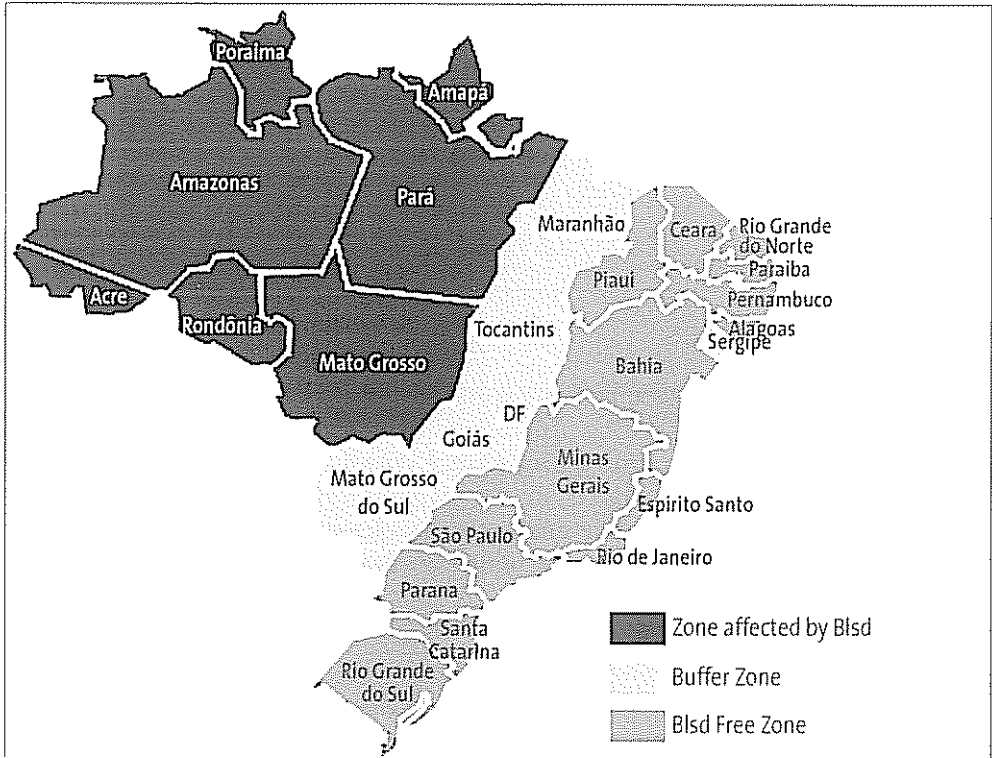 Poraima
Amapá
Amazonas
Pará
Maranhão
Ceara
Rio Grande
do Norte
Paraiba
Piaui
Pernambuco
Acre
Rondônia
Tocantins
Alagoas
Sergipe
Mato Grosso
Bahia
DF
Goiás
Minas
Gerais
Mato Grosso
do Sul
Espirito Santo
São Paulo
Rio de Janeiro
Parana
Santa
Catarina
Rio Grande
do Sul
Zone affected by Blsd
Buffer Zone
Blsd Free Zone